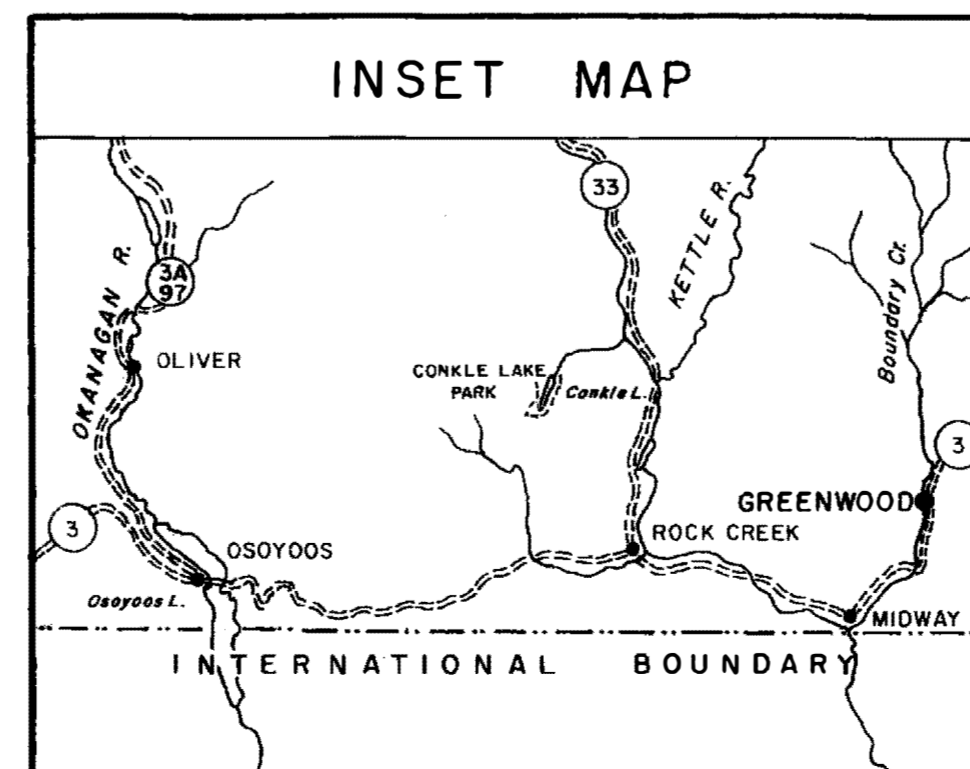 INSET MAP
33
KETTLE R.
OKANAGAN R.
3A
97
Boundary Cr.
OLIVER
CONKLE LAKE
PARK
Conkle L.
3
GREENWOOD
3
ROCK CREEK
OSOYOOS
Osoyoos L.
MIDWAY
INTERNATIONAL BOUNDARY